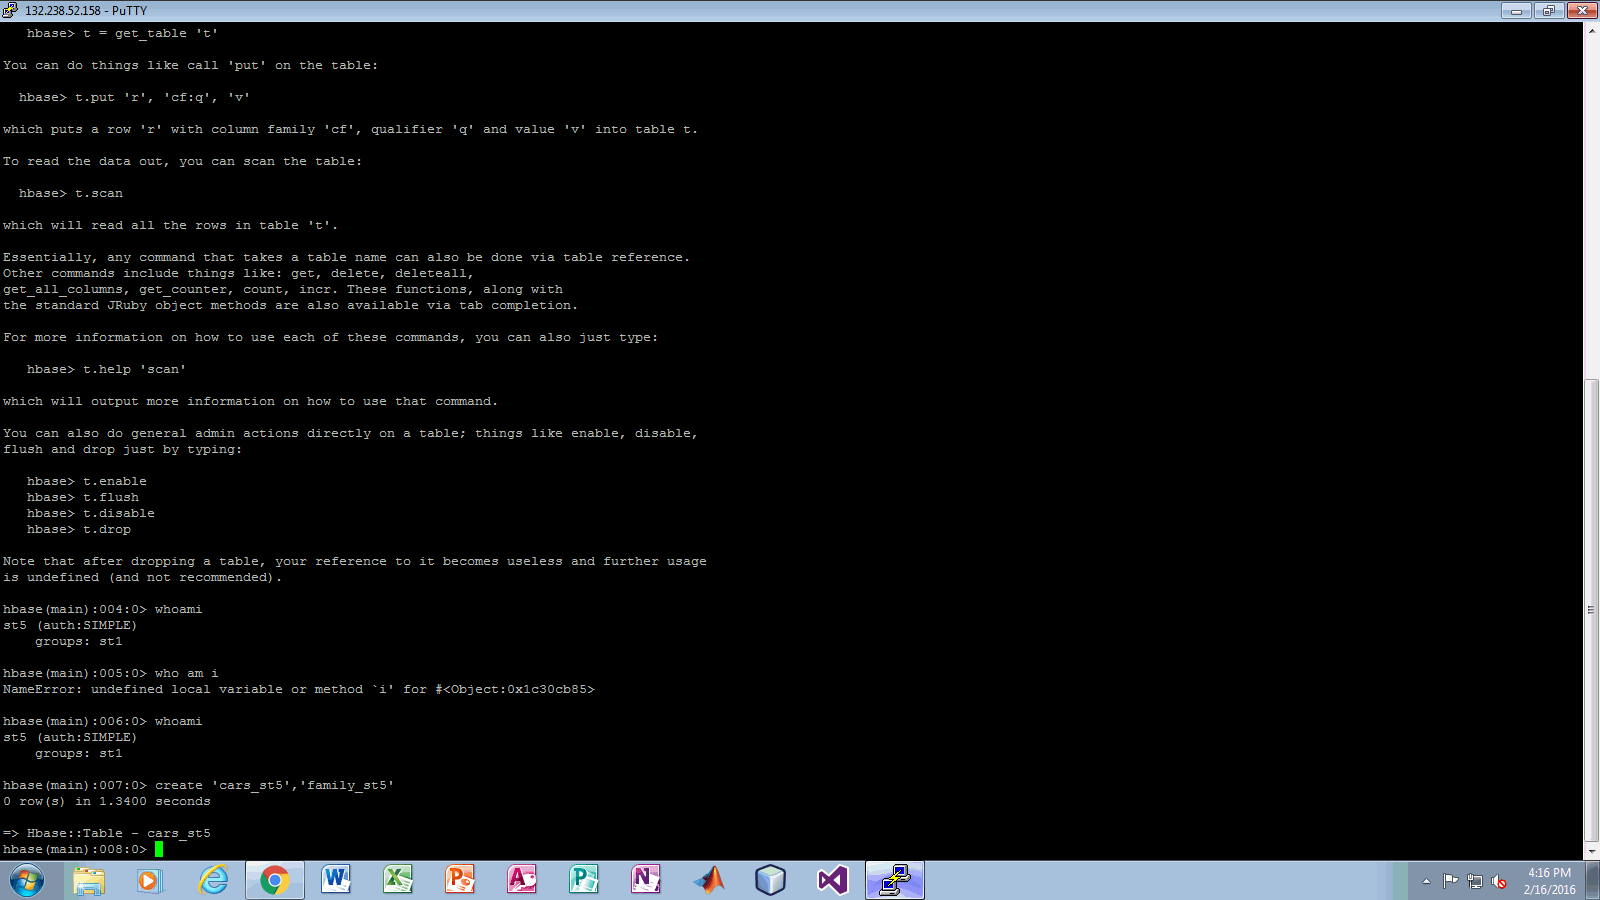 132.238.52.158 - PuTTY
hbase> t = get_table 't'
You can do things like call 'put' on the table:
hbase> t.put 'r', 'cf:q', 'v'
which puts a row 'r' with column family 'cf', qualifier 'q' and value 'v' into table t.
To read the data out, you can scan the table:
hbase> t.scan
which will read all the rows in table 't'.
Essentially, any command that takes a table name can also be done via table reference.
Other commands include things like: get, delete, deleteall,
get_all_columns, get_counter, count, incr. These functions, along with
the standard JRuby object methods are also available via tab completion.
For more information on how to use each of these commands, you can also just type:
hbase> t.help 'scan'
which will output more information on how to use that command.
You can also do general admin actions directly on a table; things like enable, disable,
flush and drop just by typing:
hbase> t.enable
hbase> t.flush
hbase> t.disable
hbase> t.drop
Note that after dropping a table, your reference to it becomes useless and further usage
is undefined (and not recommended).
hbase(main):004:0> whoami
st5 (auth:SIMPLE)
groups: st1
hbase(main):005:0> who am i
NameError: undefined local variable or method `i' for #<Object:0x1c30cb85>
hbase(main):006:0> whoami
st5 (auth:SIMPLE)
groups: st1
hbase(main):007:0> create 'cars_st5','family_st5'
0 row(s) in 1.3400 seconds
=> Hbase::Table - cars_st5
hbase(main):008:0>
4:16 PM
2/16/2016